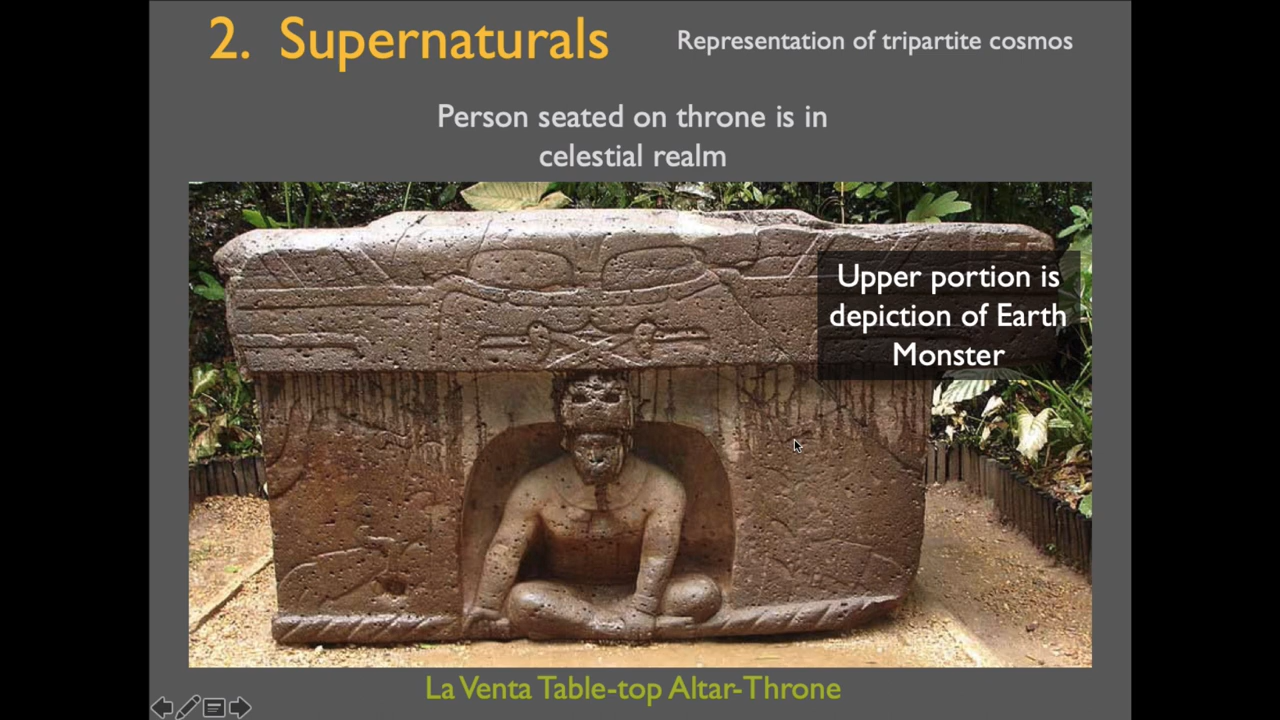 2. Supernaturals
Representation of tripartite cosmos
Person seated on throne is in
celestial realm
Upper portion is
depiction of Earth
Monster
La Venta Table-top Altar-Throne